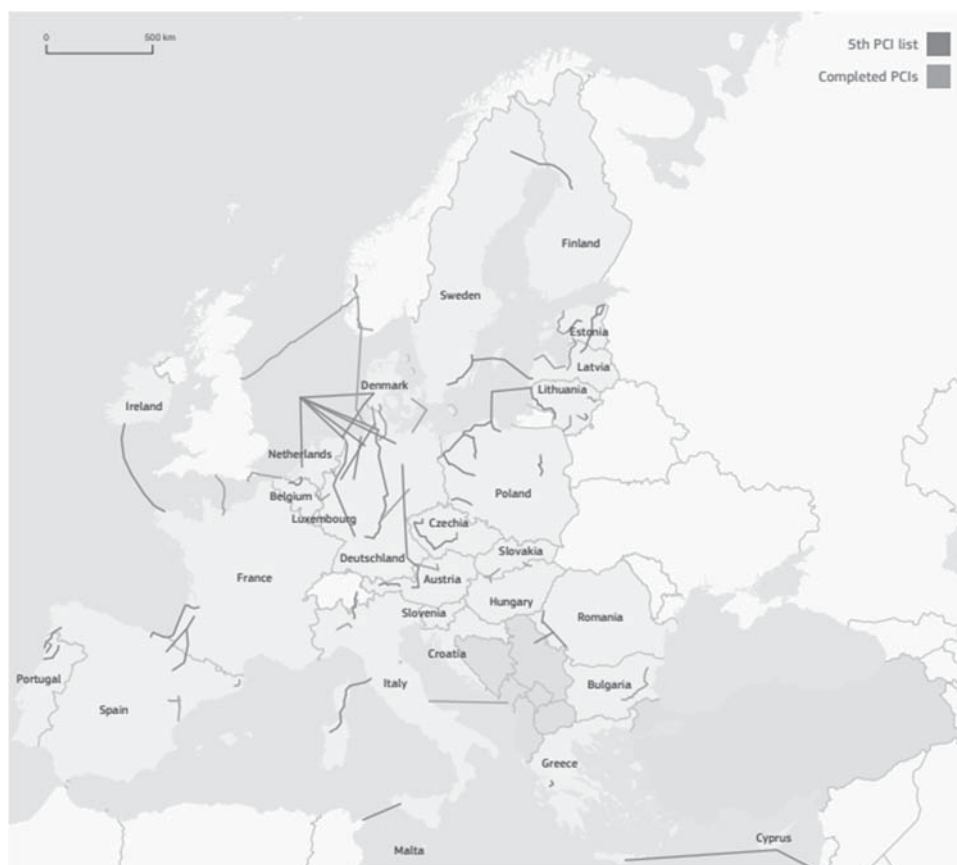 0
500 km
5th PCI list
Completed PCIs
Finland
Sweden
Estonia
Latvia
Denmark
Lithuania
Ireland
Netherlands
Belgium
Poland
Luxembourg
Czechia
Deutschland
Slovakia
France
Austria
Hungary
Slovenia
Romania
Croatia
Portugal
Italy
Bulgaria
Spain
Greece
Cyprus
Malta